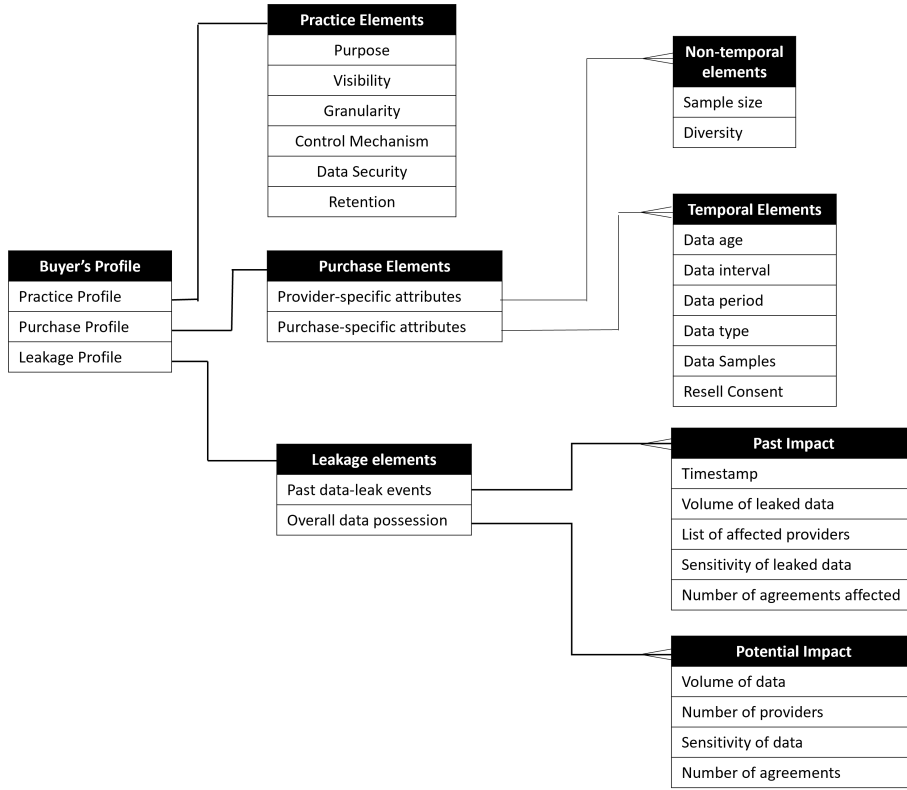 Practice Elements
Purpose
Visibility
Granularity
Control Mechanism
Data Security
Retention
Non-temporal
elements
Sample size
Diversity
Temporal Elements
Data age
Data interval
Data period
Data type
Data Samples
Resell Consent
Buyer’s Profile
Practice Profile
Purchase Profile
Leakage Profile
Purchase Elements
Provider-specific attributes
Purchase-specific attributes
Leakage elements
Past data-leak events
Overall data possession
Past Impact
Timestamp
Volume of leaked data
List of affected providers
Sensitivity of leaked data
Number of agreements affected
Potential Impact
Volume of data
Number of providers
Sensitivity of data
Number of agreements